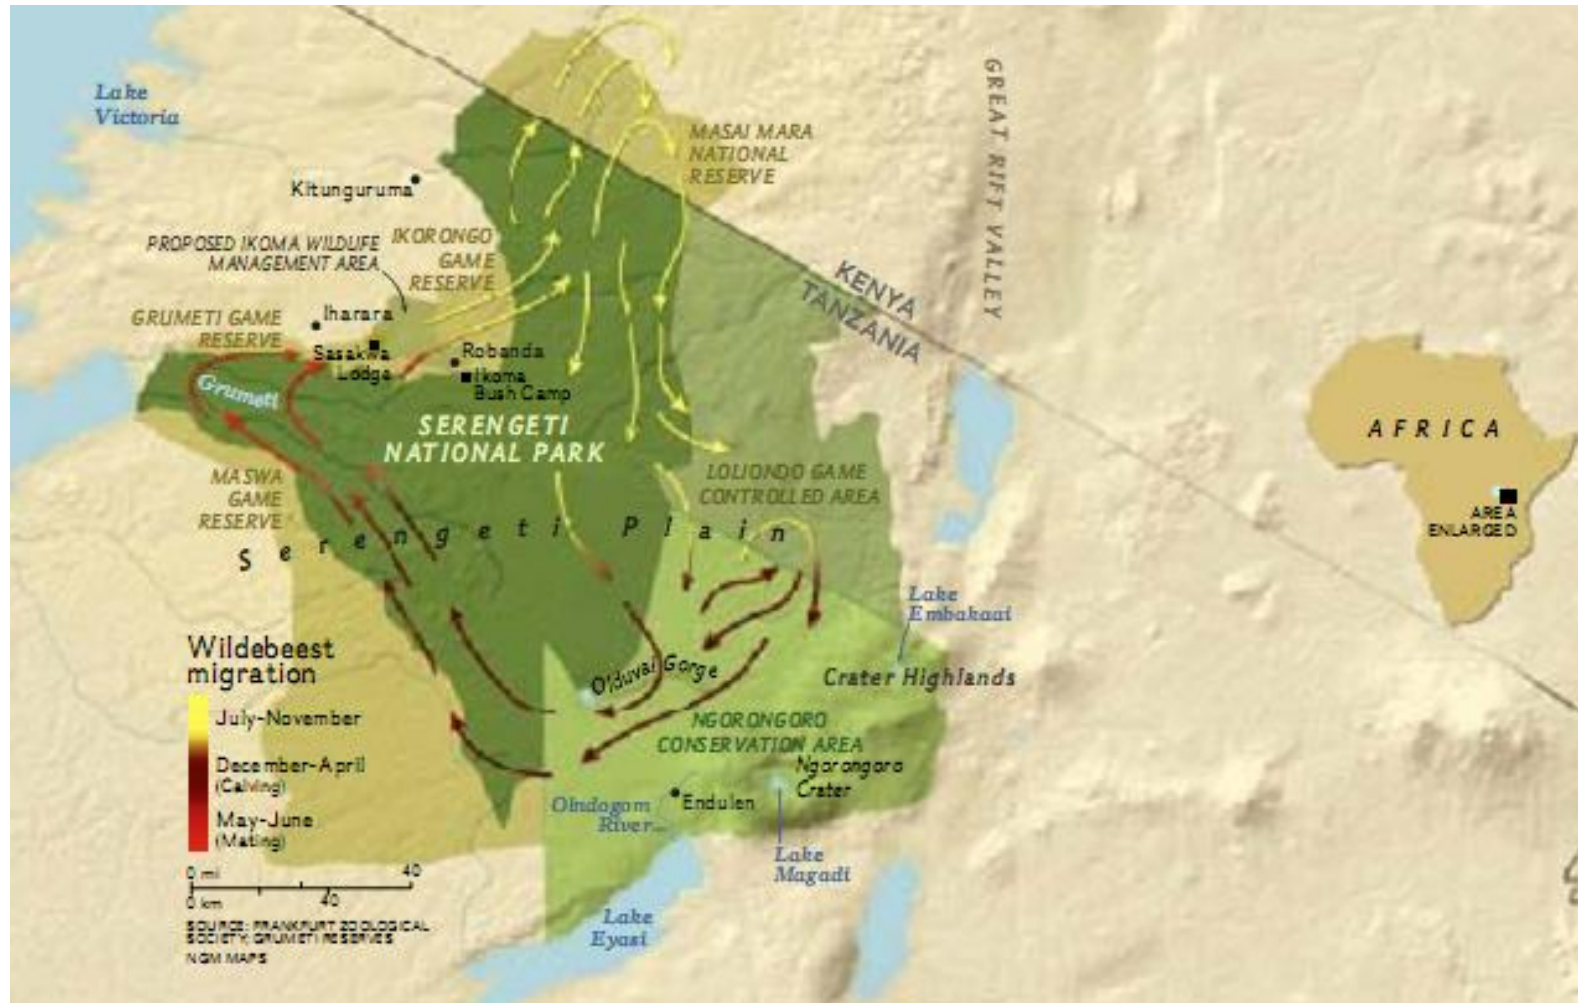 Lake
Victoria
Kitunguruma
PROPOSED IKOMA WILDLIFE
MANAGEMENT AREA
IKORONGO
GAME
RESERVE
MASAI MARA
NATIONAL
RESERVE
GREAT RIFT VALLEY
KENYA
TANZANIA
GRUMETI GAME
RESERVE
Iharara
Sasakwa
Lodge
Robanda
Ikoma
Bush Camp
Grumeti
SERENGETI
NATIONAL PARK
MASWA
GAME
RESERVE
LOLIONDO GAME
CONTROLLED AREA
Serengeti Plain
AFRICA
AREA
ENLARGED
Lake
Embakaai
Olduvai Gorge
Crater Highlands
NGORONGORO
CONSERVATION AREA
Ngorongoro
Crater
Endulen
Oldogom
River
Lake
Magadi
Lake
Eyasi
Wildebeest
migration
July-November
December-April
(Calving)
May-June
(Mating)
0 mi 40
0 km 40
SOURCE: FRANKFURT ZOOLOGICAL
SOCIETY; GRUMETI RESERVES
NGM MAPS